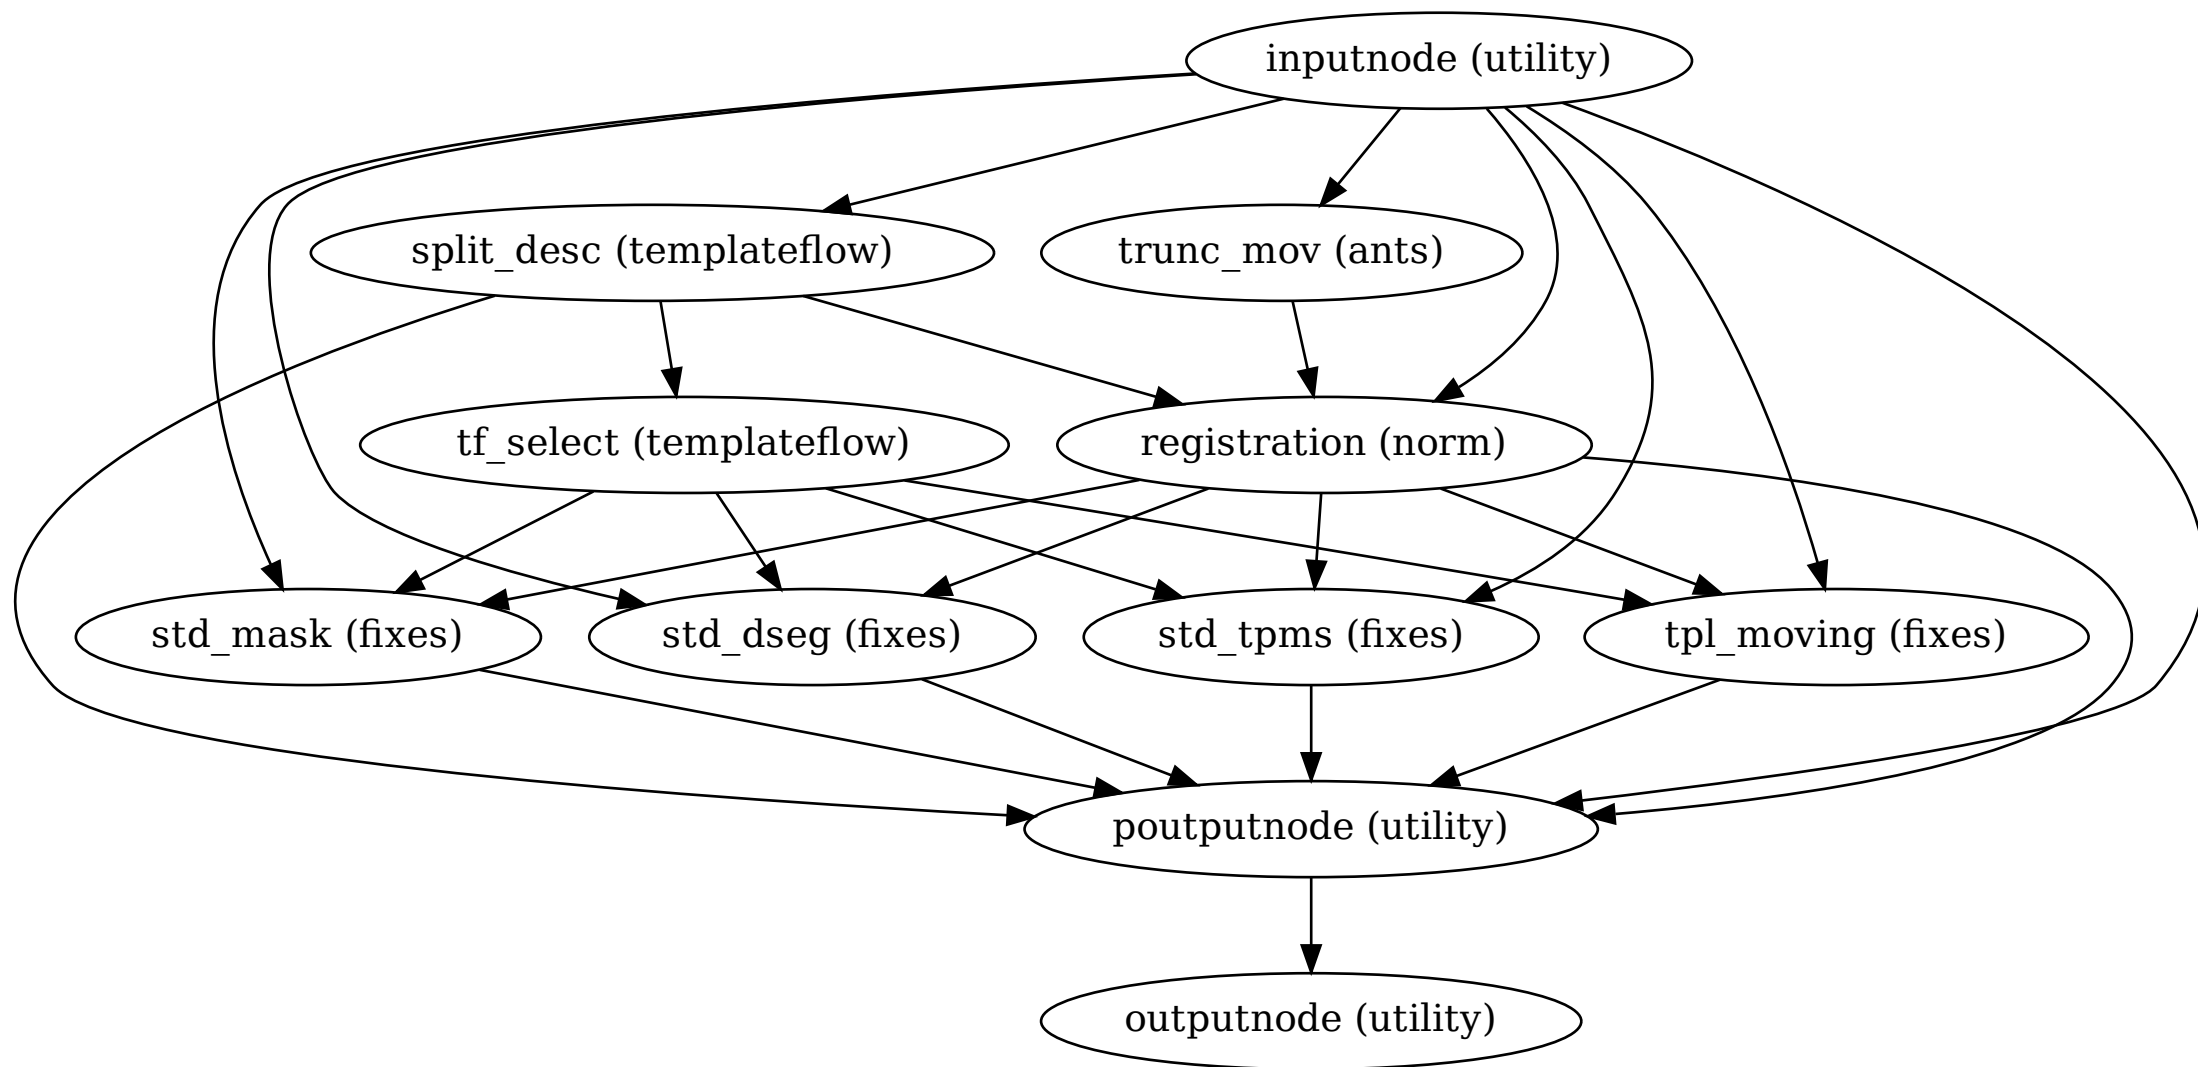 inputnode (utility)
split_desc (templateflow)
trunc_mov (ants)
tf_select (templateflow)
registration (norm)
std_mask (fixes)
std_dseg (fixes)
std_tpms (fixes)
tpl_moving (fixes)
poutputnode (utility)
outputnode (utility)